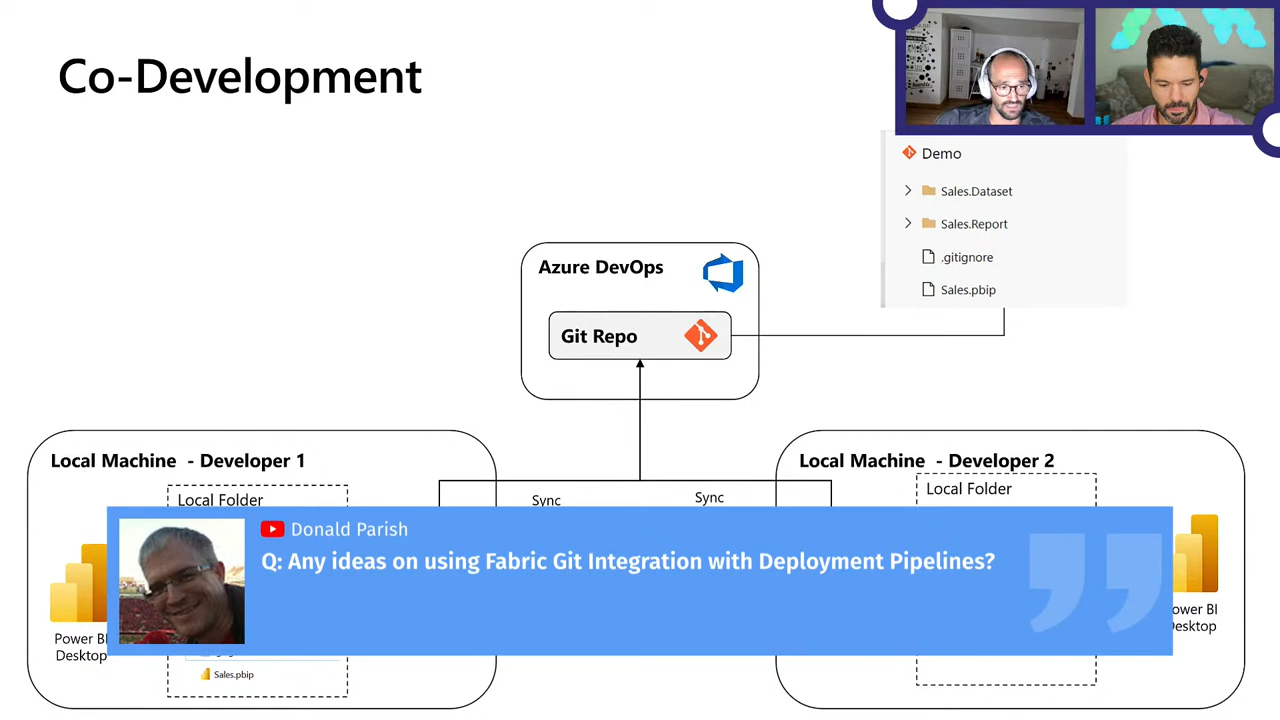 Co-Development
Demo
Sales.Dataset
Sales.Report
.gitignore
Sales.pbip
Azure DevOps
Git Repo
Local Machine - Developer 1
Local Folder
Sync
Sync
Local Machine - Developer 2
Local Folder
Donald Parish
Q: Any ideas on using Fabric Git Integration with Deployment Pipelines?
Power BI
Desktop
Sales.pbip
ower BI
Desktop